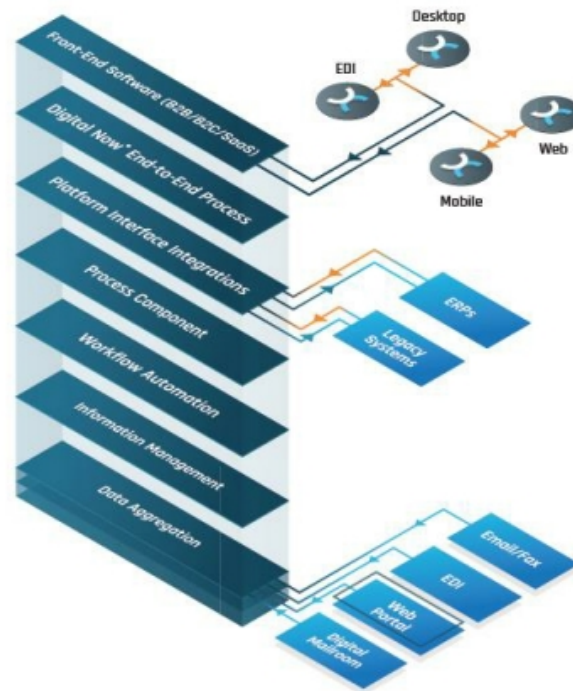 Desktop
EDI
Web
Mobile
Front-End Software (B2B/B2C/SaaS)
Digital Now® End-to-End Process
Platform Interface Integrations
Process Component
Workflow Automation
Information Management
Data Aggregation
ERPs
Legacy
Systems
Email/Fax
EDI
Web
Portal
Digital
Mailroom